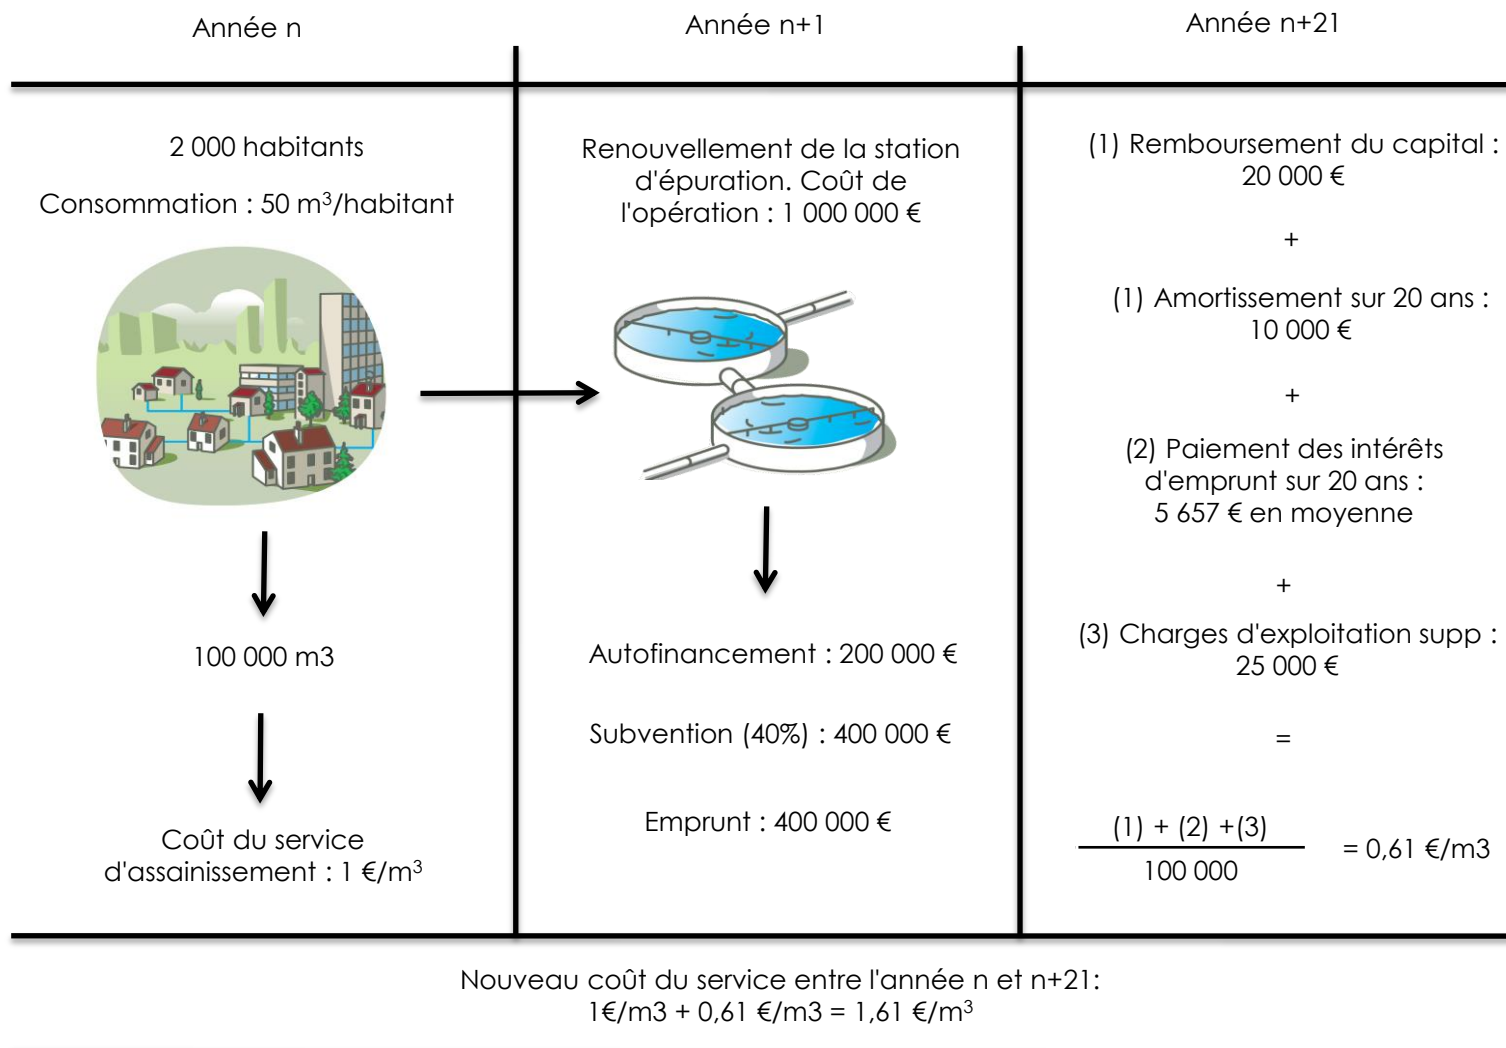 Année n
Année n+1
Année n+21
2 000 habitants
Consommation : 50 m³/habitant
100 000 m3
Coût du service
d'assainissement : 1 €/m³
Renouvellement de la station
d'épuration. Coût de
l'opération : 1 000 000 €
Autofinancement : 200 000 €
Subvention (40%) : 400 000 €
Emprunt : 400 000 €
(1) Remboursement du capital :
20 000 €
+
(1) Amortissement sur 20 ans :
10 000 €
+
(2) Paiement des intérêts
d'emprunt sur 20 ans :
5 657 € en moyenne
+
(3) Charges d'exploitation supp :
25 000 €
=
(1) + (2) +(3)
100 000
= 0,61 €/m3
Nouveau coût du service entre l'année n et n+21:
1€/m3 + 0,61 €/m3 = 1,61 €/m³